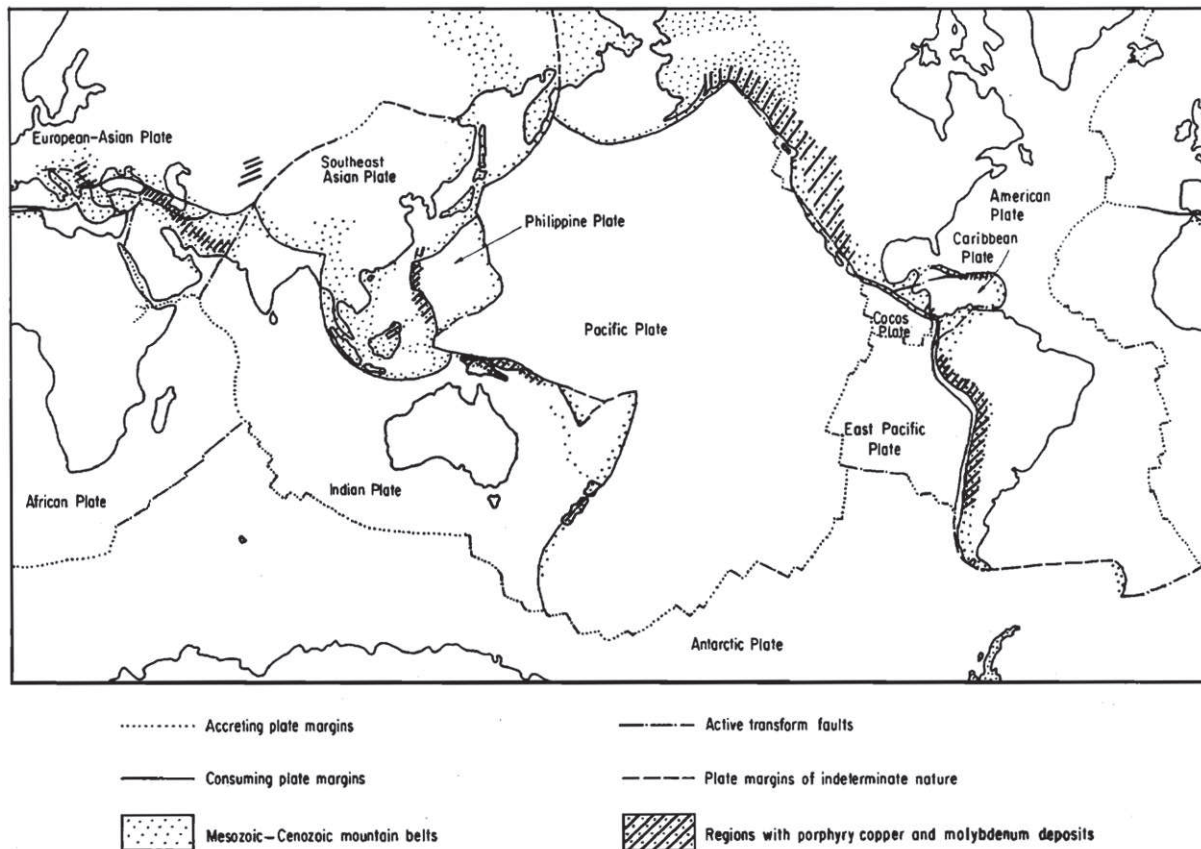 European-Asian Plate
Southeast
Asian Plate
Philippine Plate
American
Plate
Caribbean
Plate
Pacific Plate
Cocos
Plate
East Pacific
Plate
African Plate
Indian Plate
Antarctic Plate
Accreting plate margins
Active transform faults
Consuming plate margins
Plate margins of indeterminate nature
Mesozoic-Cenozoic mountain belts
Regions with porphyry copper and molybdenum deposits